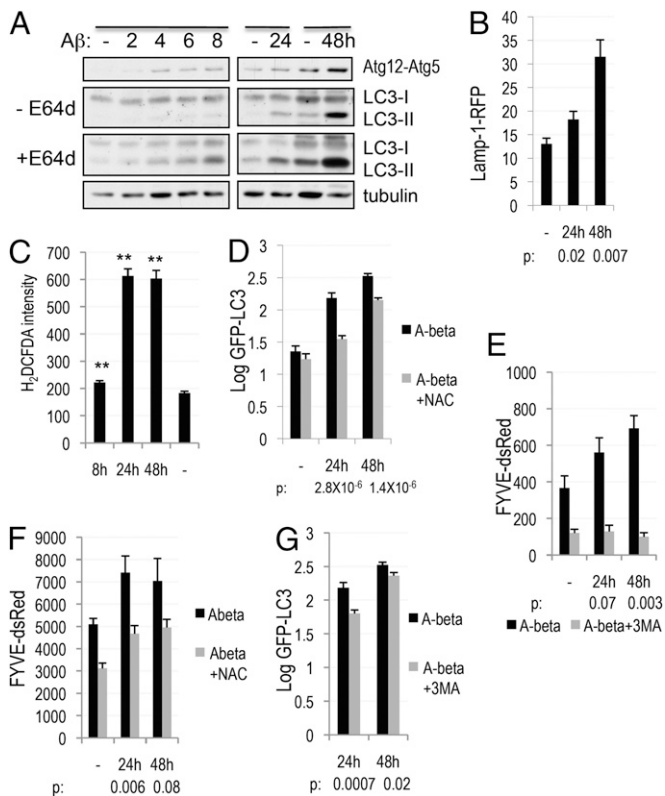 A
Aβ: - 2 4 6 8 - 24 - 48h
Atg12-Atg5
- E64d
LC3-I
LC3-II
+E64d
LC3-I
LC3-II
tubulin
B
Lamp-1-RFP
40
35
30
25
20
15
10
5
0
- 24h 48h
p: 0.02 0.007
C
H₂DCFDA intensity
700
600
500
400
300
200
100
0
** ** **
8h 24h 48h -
D
Log GFP-LC3
3
2.5
2
1.5
1
0.5
0
- 24h 48h
p: 2.8X10⁻⁶ 1.4X10⁻⁶
A-beta
A-beta
+NAC
E
FYVE-dsRed
1000
800
600
400
200
0
- 24h 48h
p: 0.07 0.003
A-beta A-beta+3MA
F
FYVE-dsRed
9000
8000
7000
6000
5000
4000
3000
2000
1000
0
- 24h 48h
p: 0.006 0.08
Abeta
Abeta
+NAC
G
Log GFP-LC3
3
2.5
2
1.5
1
0.5
0
24h 48h
p: 0.0007 0.02
A-beta
A-beta
+3MA